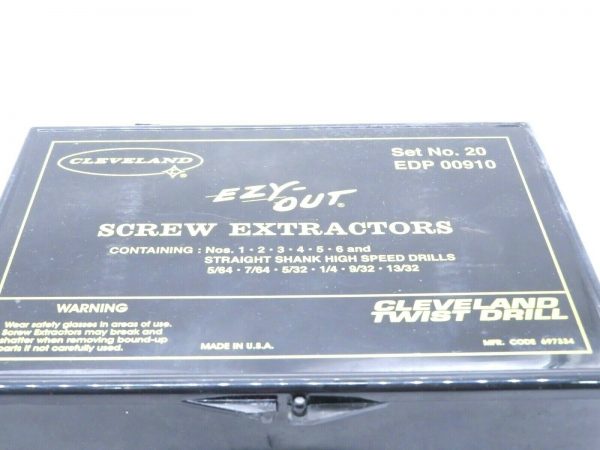 CLEVELAND
Set No. 20
EDP 00910
EZY-
OUT®
SCREW EXTRACTORS
CONTAINING : Nos. 1 • 2 • 3 • 4 • 5 • 6 and
STRAIGHT SHANK HIGH SPEED DRILLS
5/64 • 7/64 • 5/32 • 1/4 • 9/32 • 13/32
WARNING
Wear safety glasses in areas of use.
Screw Extractors may break and
shatter when removing bound-up
parts if not carefully used.
MADE IN U.S.A.
CLEVELAND
TWIST DRILL
MFR. CODE 697334